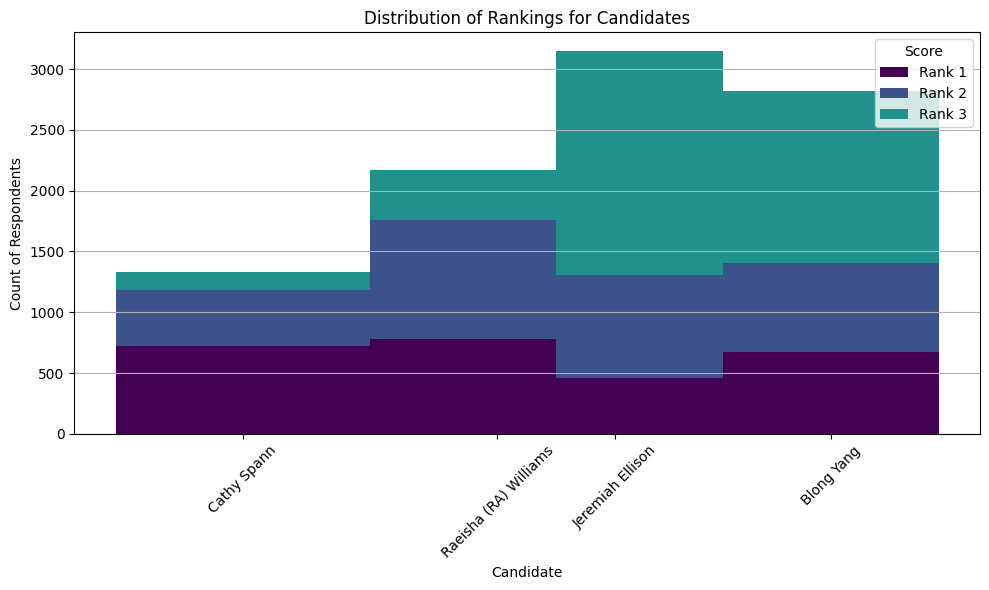 Distribution of Rankings for Candidates
Score
Rank 1
Rank 2
Rank 3
Count of Respondents
3000
2500
2000
1500
1000
500
0
Cathy Spann
Raeisha (RA) Williams
Jeremiah Ellison
Blong Yang
Candidate